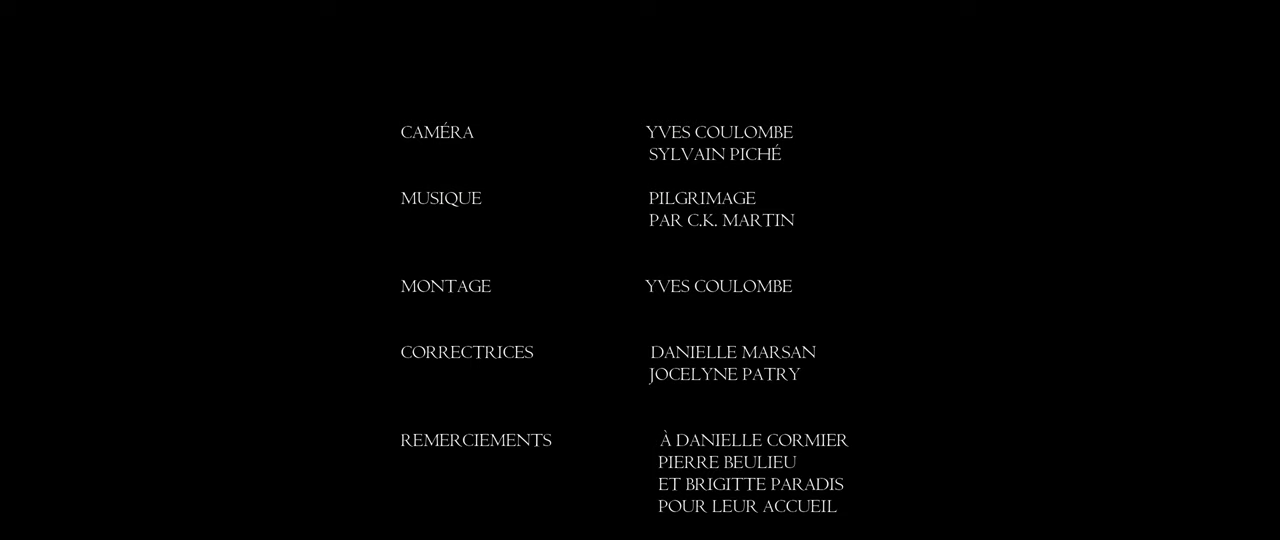 CAMÉRA YVES COULOMBE
SYLVAIN PICHÉ
MUSIQUE PILGRIMAGE
PAR C.K. MARTIN
MONTAGE YVES COULOMBE
CORRECTRICES DANIELLE MARSAN
JOCELYNE PATRY
REMERCIEMENTS À DANIELLE CORMIER
PIERRE BEULIEU
ET BRIGITTE PARADIS
POUR LEUR ACCUEIL